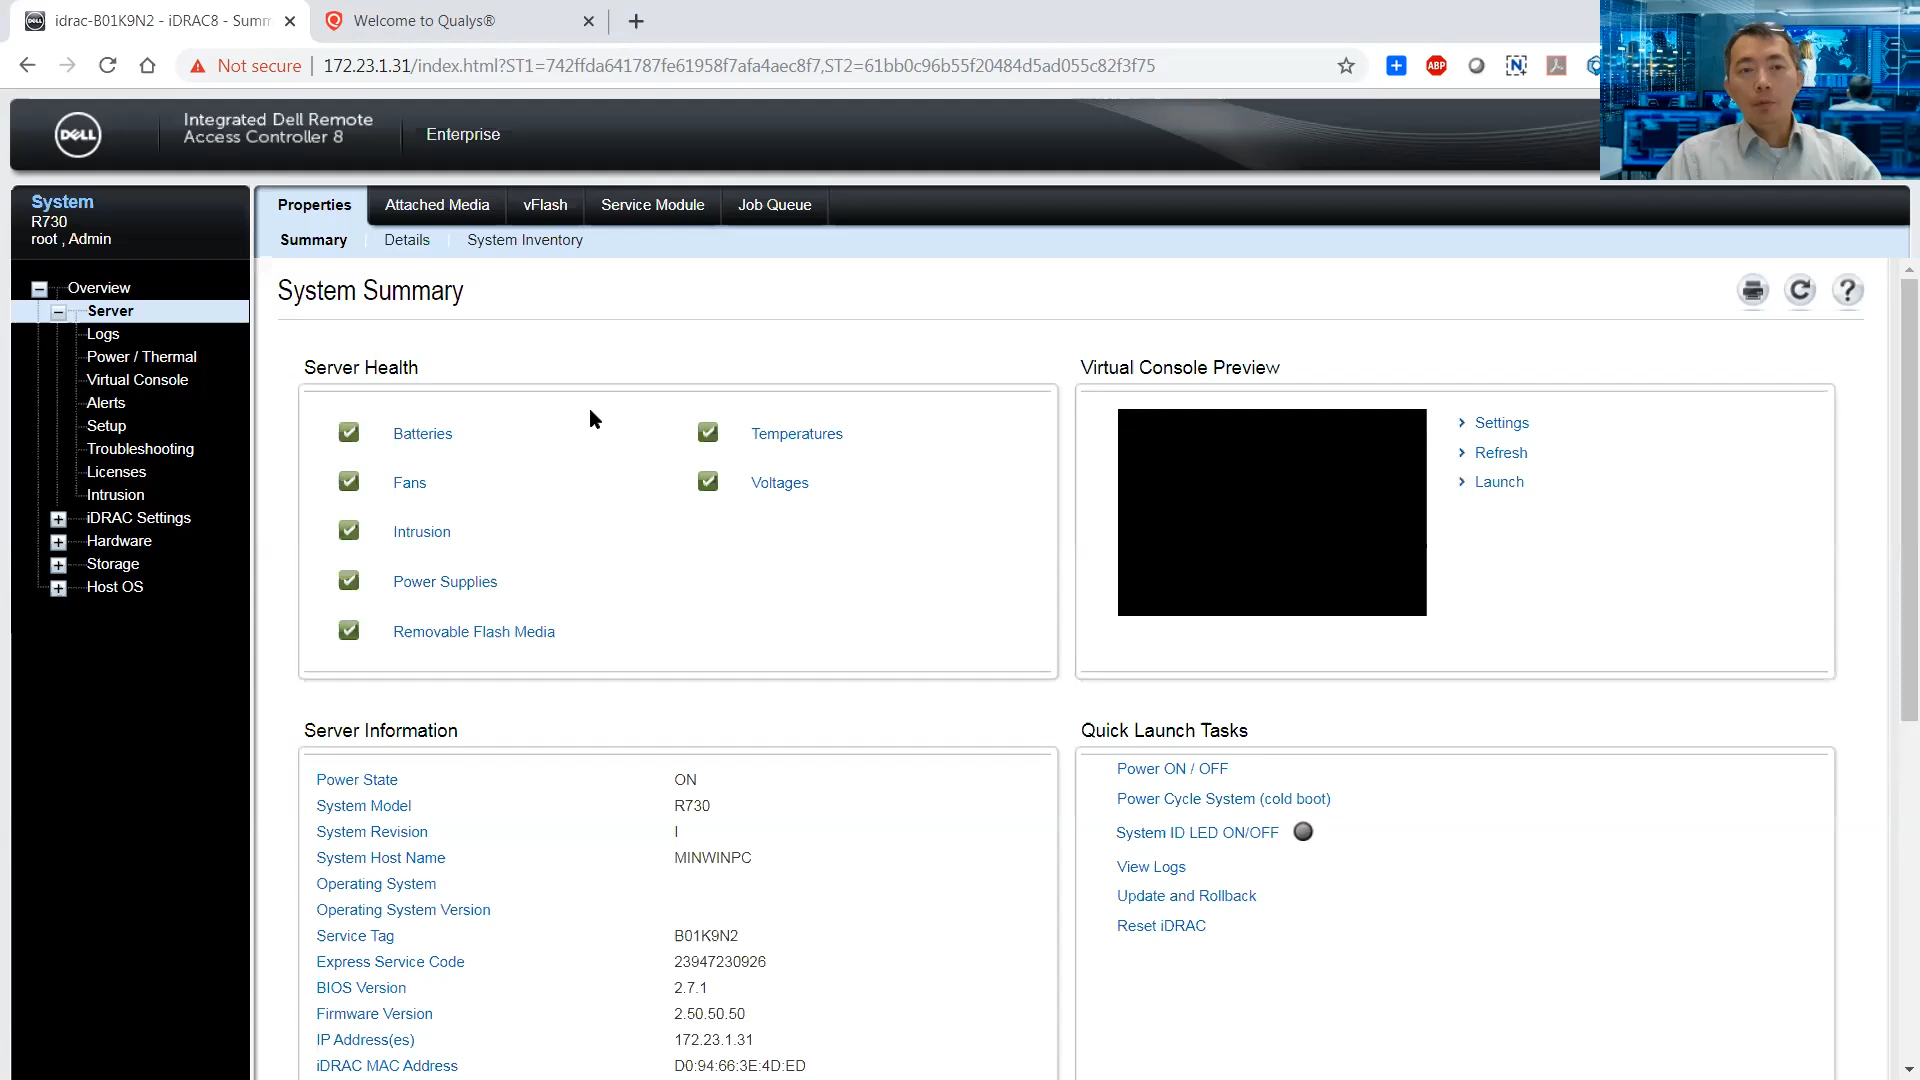 idrac-B01K9N2 - iDRAC8 - Summ
Welcome to Qualys®
Not secure
172.23.1.31/index.html?ST1=742ffda641787fe61958f7afa4aec8f7,ST2=61bb0c96b55f20484d5ad055c82f3f75
ABP
N
DELL
Integrated Dell Remote
Access Controller 8
Enterprise
System
R730
root , Admin
Properties
Attached Media
vFlash
Service Module
Job Queue
Summary
Details
System Inventory
Overview
Server
Logs
Power / Thermal
Virtual Console
Alerts
Setup
Troubleshooting
Licenses
Intrusion
iDRAC Settings
Hardware
Storage
Host OS
System Summary
Server Health
Batteries
Temperatures
Fans
Voltages
Intrusion
Power Supplies
Removable Flash Media
Virtual Console Preview
Settings
Refresh
Launch
Server Information
Power State ON
System Model R730
System Revision I
System Host Name MINWINPC
Operating System
Operating System Version
Service Tag B01K9N2
Express Service Code 23947230926
BIOS Version 2.7.1
Firmware Version 2.50.50.50
IP Address(es) 172.23.1.31
iDRAC MAC Address D0:94:66:3E:4D:ED
Quick Launch Tasks
Power ON / OFF
Power Cycle System (cold boot)
System ID LED ON/OFF
View Logs
Update and Rollback
Reset iDRAC